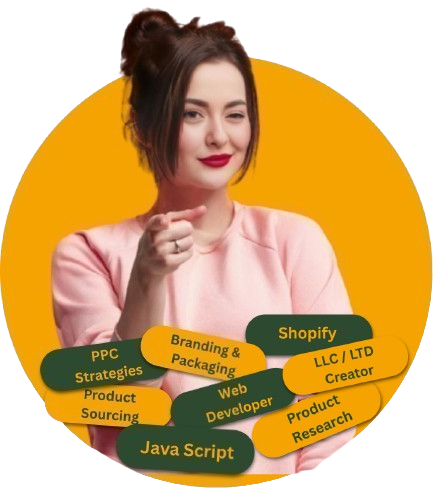 Shopify
PPC
Strategies
Branding &
Packaging
LLC / LTD
Creator
Product
Sourcing
Web
Developer
Product
Research
Java Script